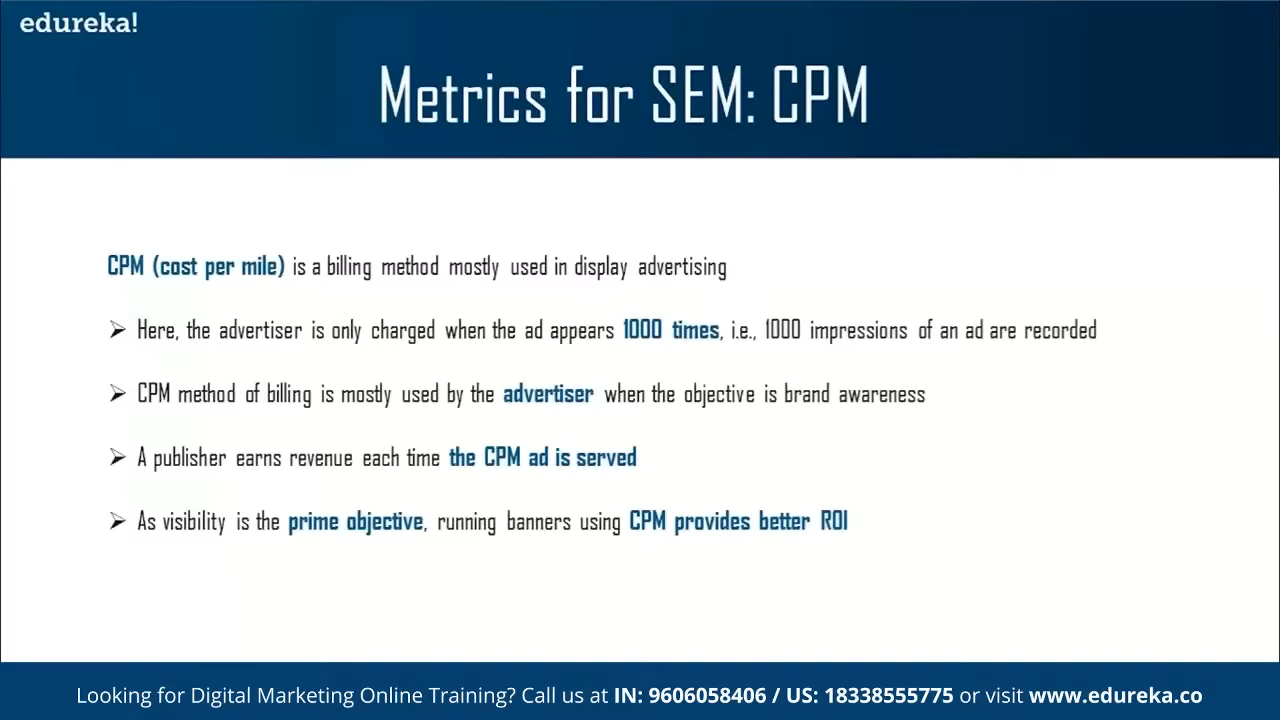 edureka!
Metrics for SEM: CPM
CPM (cost per mile) is a billing method mostly used in display advertising
Here, the advertiser is only charged when the ad appears 1000 times, i.e., 1000 impressions of an ad are recorded
CPM method of billing is mostly used by the advertiser when the objective is brand awareness
A publisher earns revenue each time the CPM ad is served
As visibility is the prime objective, running banners using CPM provides better ROI
Looking for Digital Marketing Online Training? Call us at IN: 9606058406 / US: 18338555775 or visit www.edureka.co